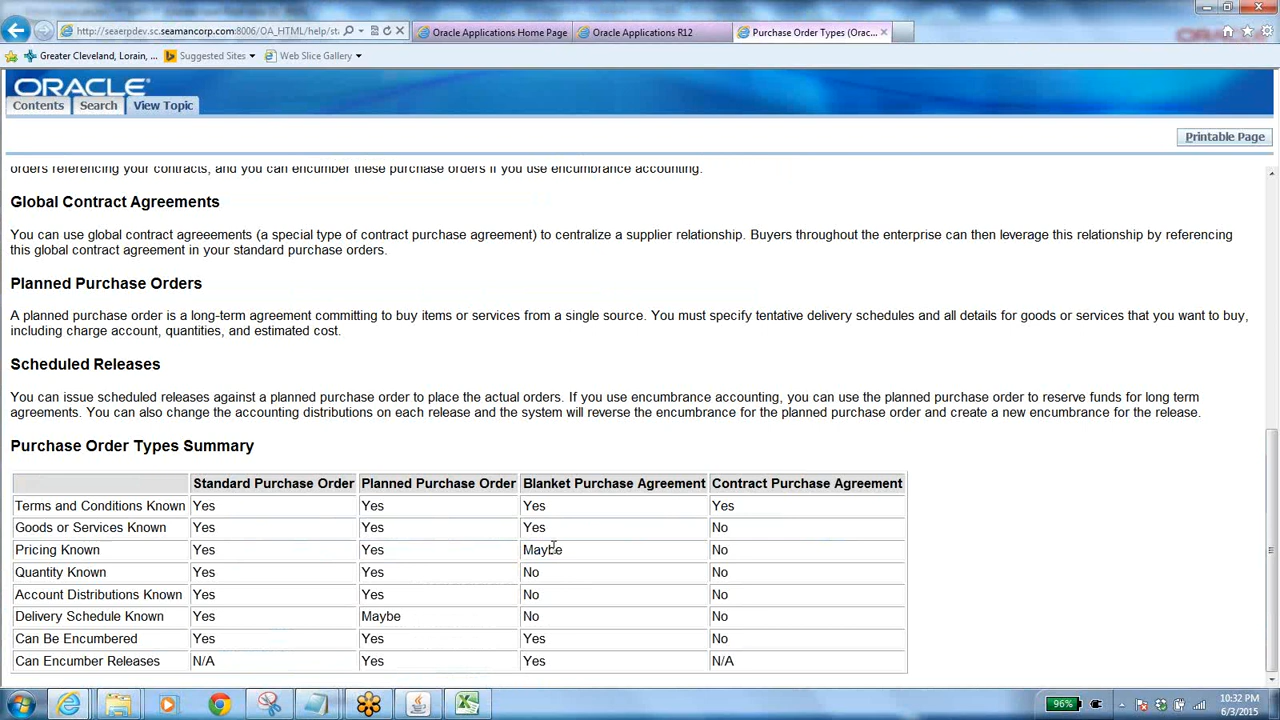 http://seaerpdev.sc.seamancorp.com:8006/OA_HTML/help/st
Oracle Applications Home Page
Oracle Applications R12
Purchase Order Types (Orac...
Greater Cleveland, Lorain, ...
Suggested Sites
Web Slice Gallery
ORACLE
Contents
Search
View Topic
Printable Page
orders referencing your contracts, and you can encumber these purchase orders if you use encumbrance accounting.
Global Contract Agreements
You can use global contract agreeements (a special type of contract purchase agreement) to centralize a supplier relationship. Buyers throughout the enterprise can then leverage this relationship by referencing
this global contract agreement in your standard purchase orders.
Planned Purchase Orders
A planned purchase order is a long-term agreement committing to buy items or services from a single source. You must specify tentative delivery schedules and all details for goods or services that you want to buy,
including charge account, quantities, and estimated cost.
Scheduled Releases
You can issue scheduled releases against a planned purchase order to place the actual orders. If you use encumbrance accounting, you can use the planned purchase order to reserve funds for long term
agreements. You can also change the accounting distributions on each release and the system will reverse the encumbrance for the planned purchase order and create a new encumbrance for the release.
Purchase Order Types Summary
Standard Purchase Order Planned Purchase Order Blanket Purchase Agreement Contract Purchase Agreement
Terms and Conditions Known Yes Yes Yes Yes
Goods or Services Known Yes Yes Yes No
Pricing Known Yes Yes Maybe No
Quantity Known Yes Yes No No
Account Distributions Known Yes Yes No No
Delivery Schedule Known Yes Maybe No No
Can Be Encumbered Yes Yes Yes No
Can Encumber Releases N/A Yes Yes N/A
96%
10:32 PM
6/3/2015